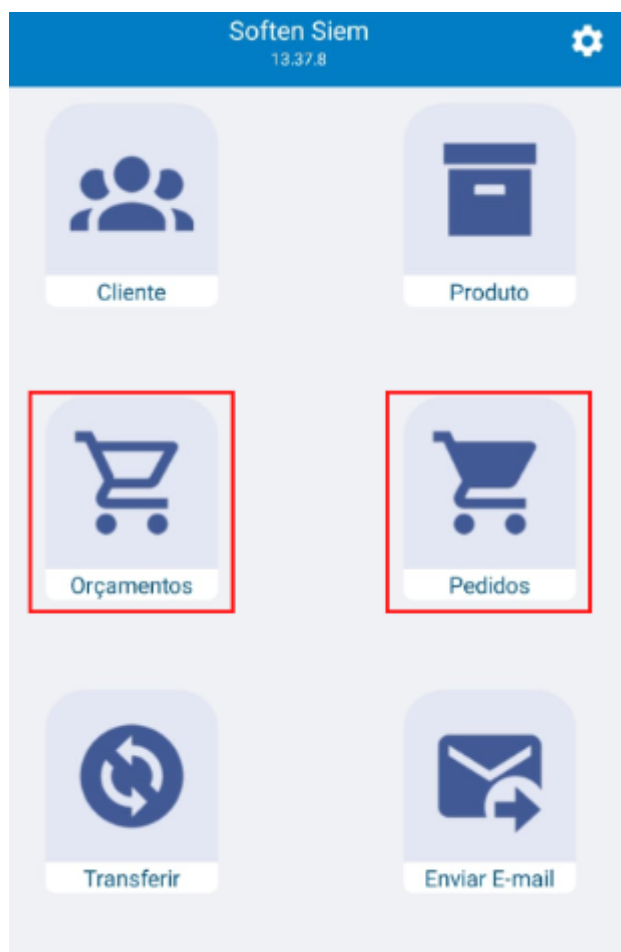 Soften Siem
13.37.8
Cliente
Produto
Orçamentos
Pedidos
Transferir
Enviar E-mail